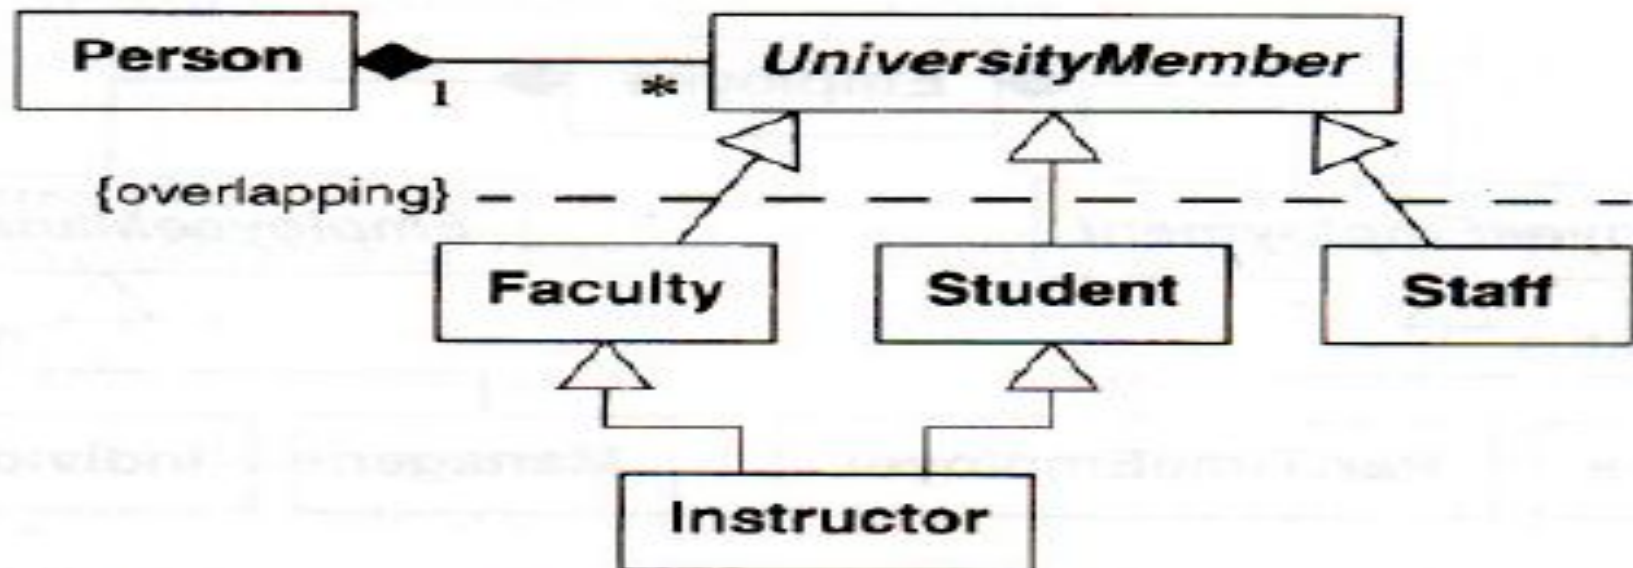 Person UniversityMember
1 *
{overlapping}
Faculty Student Staff
Instructor